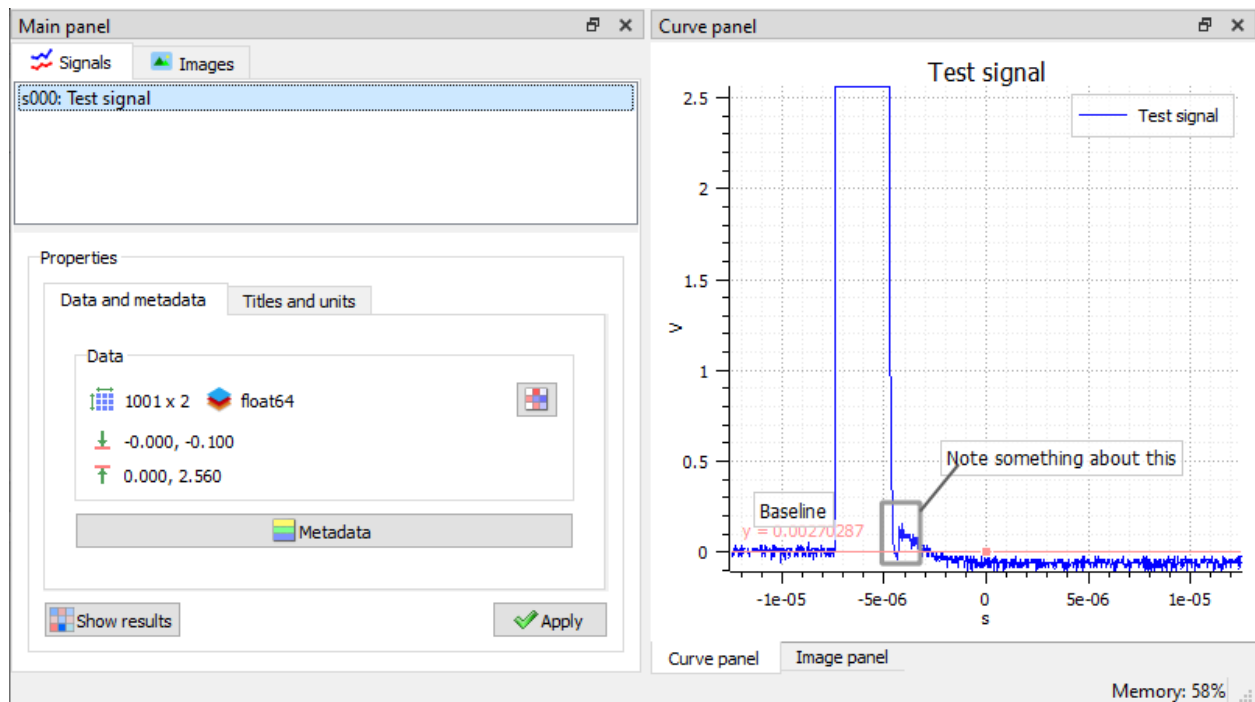 Main panel
Signals
Images
s000: Test signal
Properties
Data and metadata
Titles and units
Data
1001 x 2
float64
-0.000, -0.100
0.000, 2.560
Metadata
Show results
Apply
Curve panel
Test signal
Test signal
2.5
2
1.5
1
0.5
0
V
Note something about this
Baseline
y = 0.00270287
-1e-05
-5e-06
0
5e-06
1e-05
s
Curve panel
Image panel
Memory: 58%